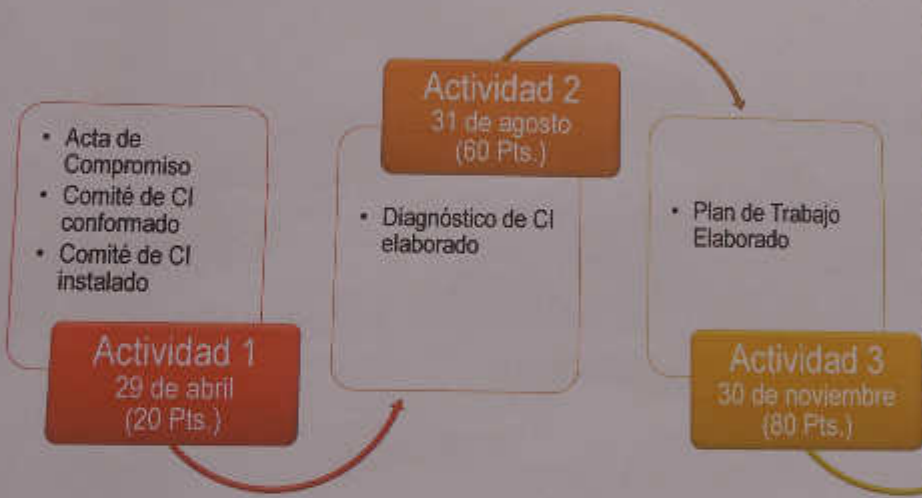 • Acta de
Compromiso
• Comité de CI
conformado
• Comité de CI
instalado
Actividad 1
29 de abril
(20 Pts.)
Actividad 2
31 de agosto
(60 Pts.)
• Diagnóstico de CI
elaborado
• Plan de Trabajo
Elaborado
Actividad 3
30 de noviembre
(80 Pts.)